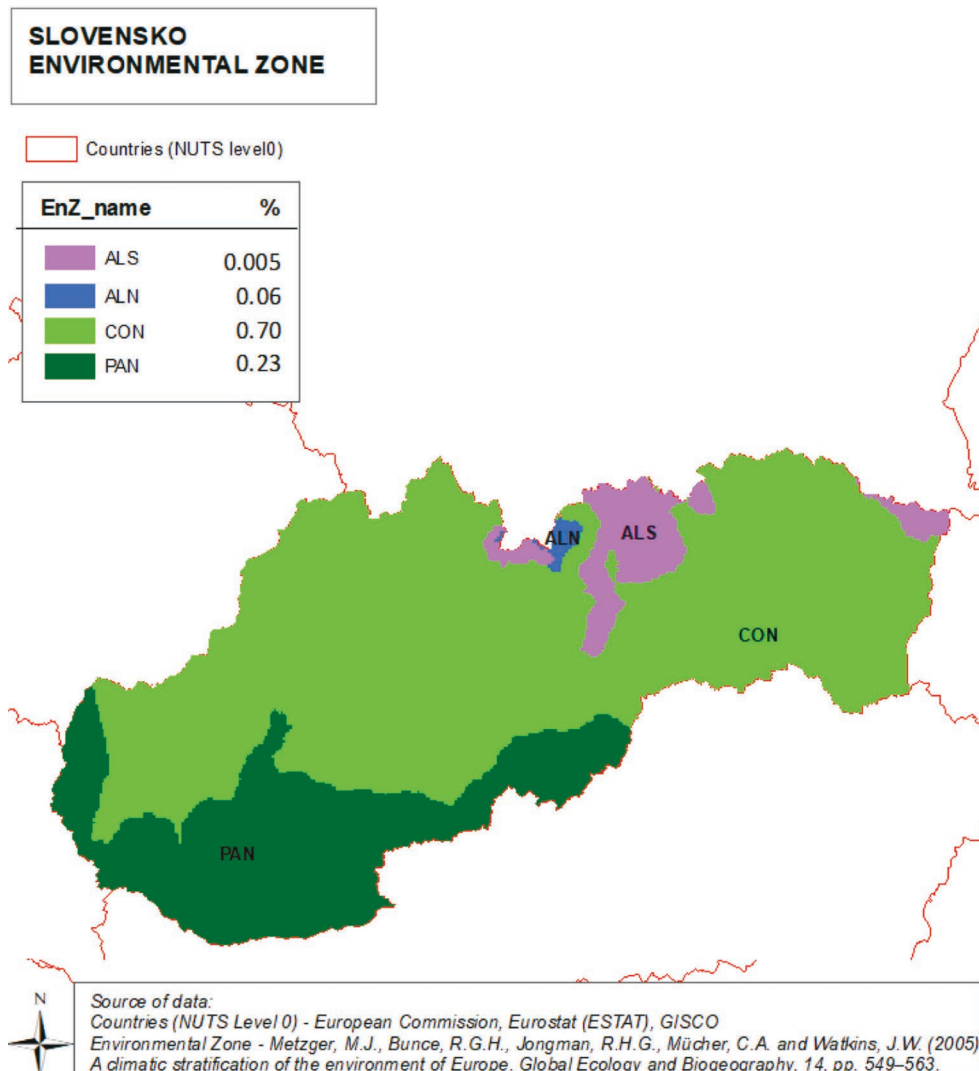 SLOVENSKO
ENVIRONMENTAL ZONE
Countries (NUTS level0)
EnZ_name %
ALS 0.005
ALN 0.06
CON 0.70
PAN 0.23
ALN
ALS
CON
PAN
N
Source of data:
Countries (NUTS Level 0) - European Commission, Eurostat (ESTAT), GISCO
Environmental Zone - Metzger, M.J., Bunce, R.G.H., Jongman, R.H.G., Mücher, C.A. and Watkins, J.W. (2005)
A climatic stratification of the environment of Europe. Global Ecology and Biogeography, 14, pp. 549–563.